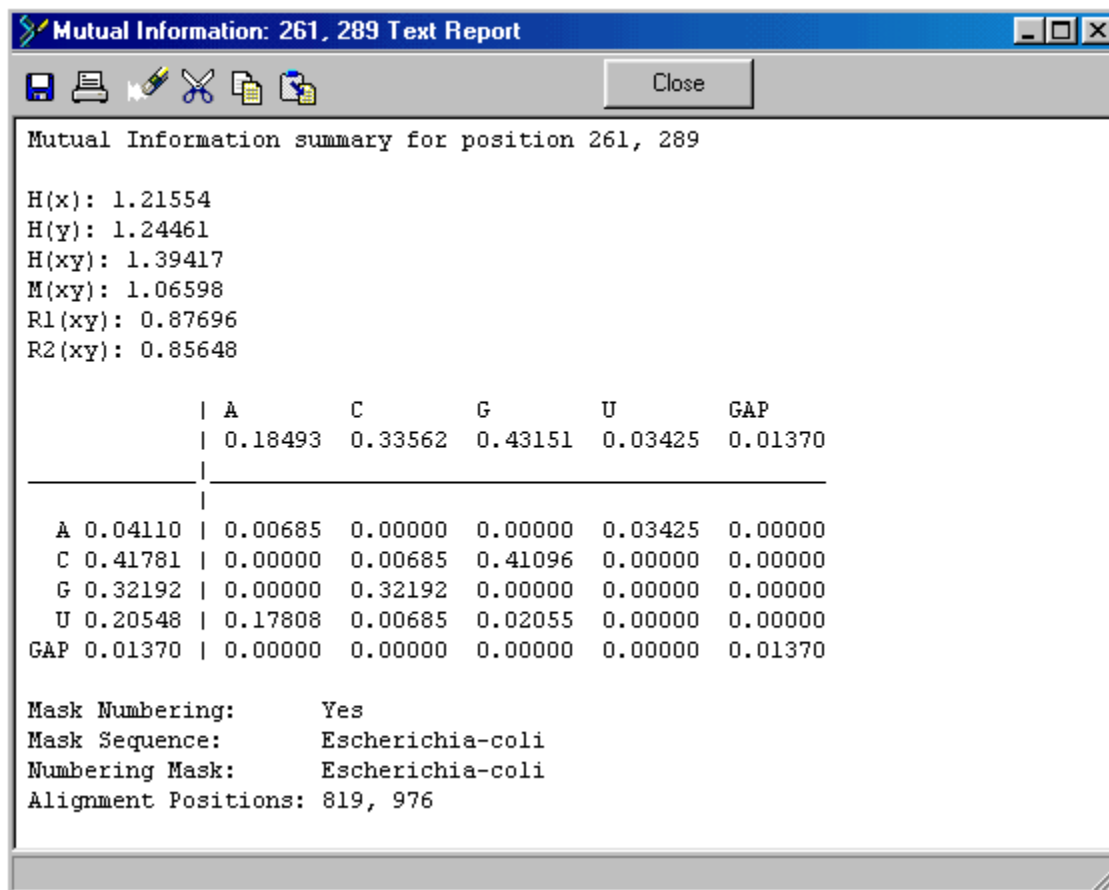 Mutual Information: 261, 289 Text Report
Close
Mutual Information summary for position 261, 289
H(x): 1.21554
H(y): 1.24461
H(xy): 1.39417
M(xy): 1.06598
R1(xy): 0.87696
R2(xy): 0.85648
| A C G U GAP
| 0.18493 0.33562 0.43151 0.03425 0.01370
A 0.04110 | 0.00685 0.00000 0.00000 0.03425 0.00000
C 0.41781 | 0.00000 0.00685 0.41096 0.00000 0.00000
G 0.32192 | 0.00000 0.32192 0.00000 0.00000 0.00000
U 0.20548 | 0.17808 0.00685 0.02055 0.00000 0.00000
GAP 0.01370 | 0.00000 0.00000 0.00000 0.00000 0.01370
Mask Numbering: Yes
Mask Sequence: Escherichia-coli
Numbering Mask: Escherichia-coli
Alignment Positions: 819, 976